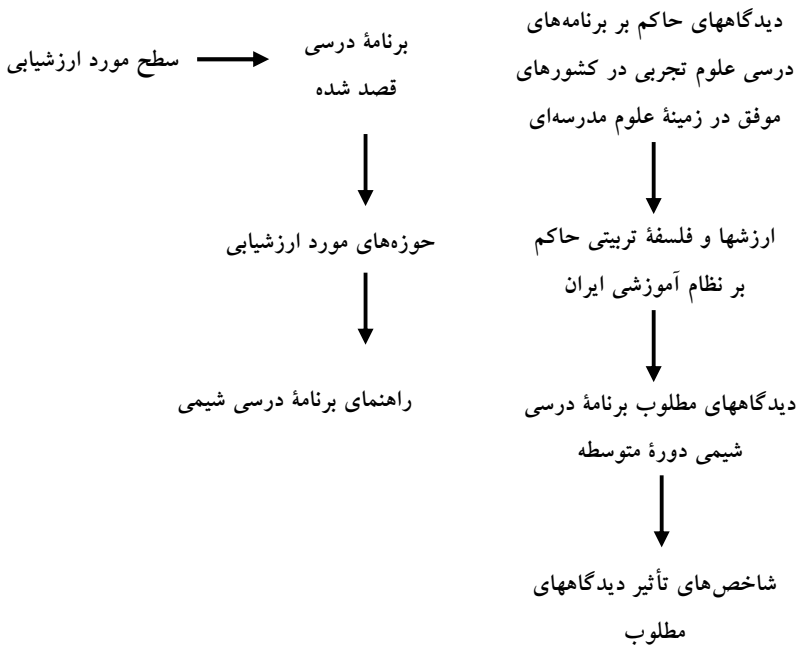 دیدگاههای حاکم بر برنامه‌های
درسی علوم تجربی در کشورهای
موفق در زمینهٔ علوم مدرسه‌ای
ارزشها و فلسفهٔ تربیتی حاکم
بر نظام آموزشی ایران
دیدگاههای مطلوب برنامهٔ درسی
شیمی دورهٔ متوسطه
شاخص‌های تأثیر دیدگاههای
مطلوب
سطح مورد ارزشیابی
برنامهٔ درسی
قصد شده
حوزه‌های مورد ارزشیابی
راهنمای برنامهٔ درسی شیمی